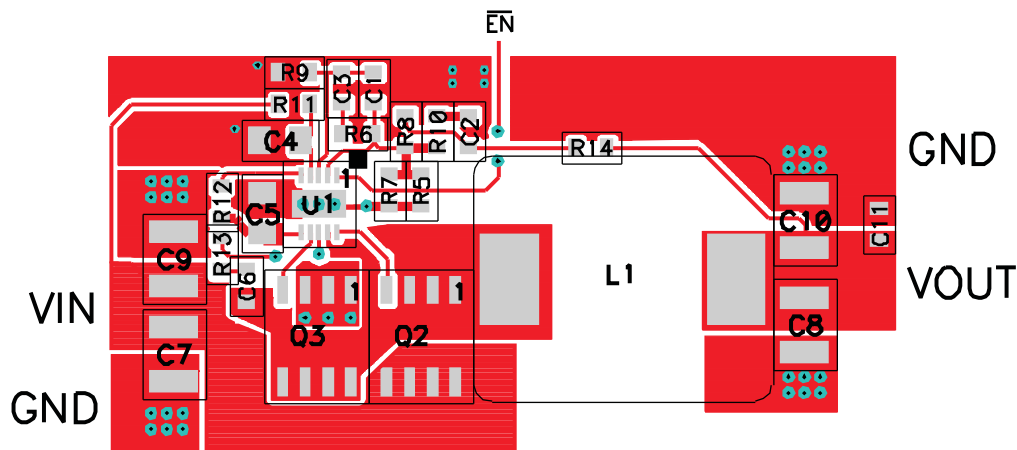 EN
R9
C3
C1
R11
R8
R10
C2
C4
R6
R14
GND
1
R7
R5
R12
C5
U1
C10
C11
R13
C9
C6
L1
VOUT
VIN
1
1
Q3
Q2
C8
C7
GND